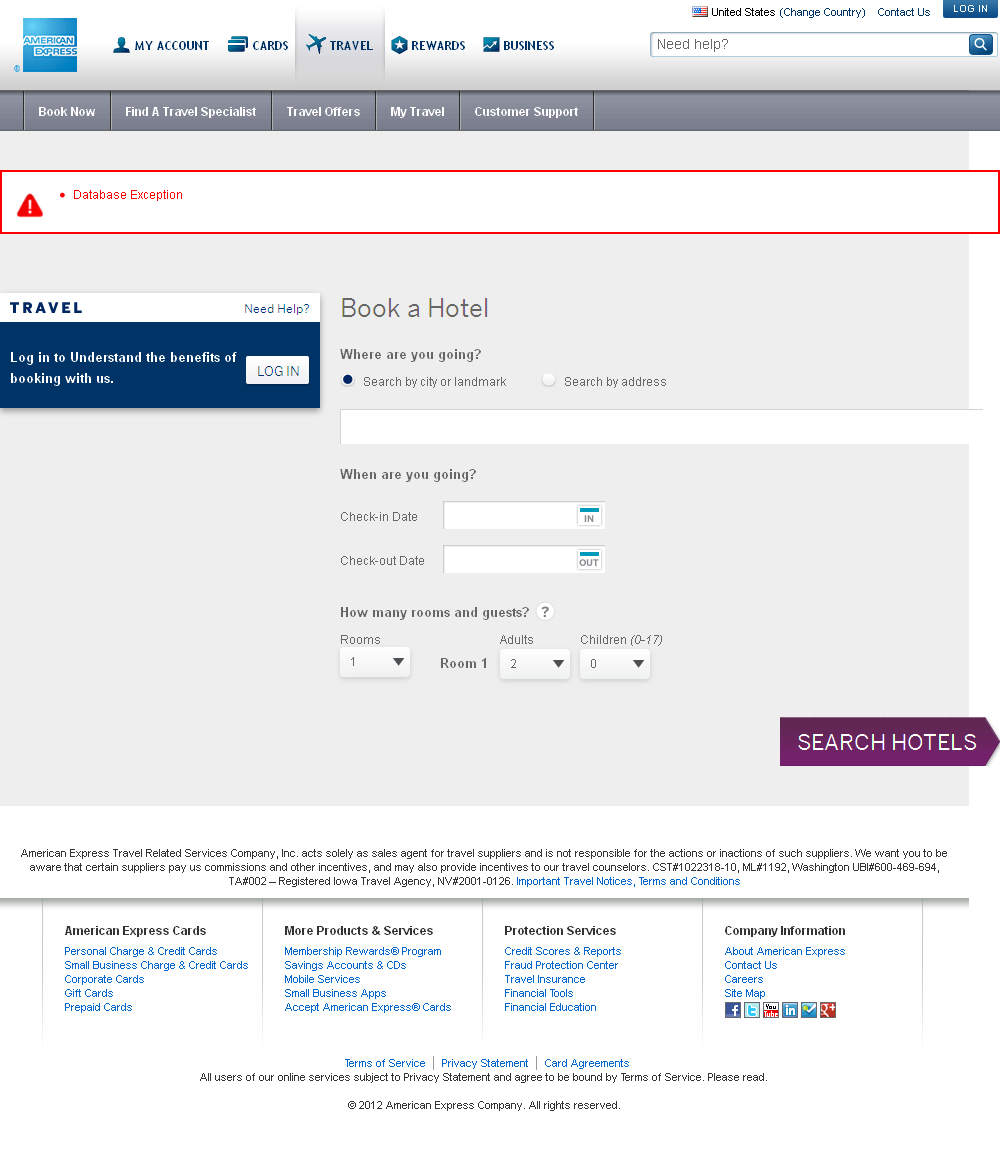 United States (Change Country) Contact Us LOG IN
AMERICAN EXPRESS
®
MY ACCOUNT CARDS TRAVEL REWARDS BUSINESS
Need help?
Book Now Find A Travel Specialist Travel Offers My Travel Customer Support
Database Exception
TRAVEL Need Help?
Log in to Understand the benefits of
booking with us.
LOG IN
Book a Hotel
Where are you going?
Search by city or landmark Search by address
When are you going?
Check-in Date IN
Check-out Date OUT
How many rooms and guests? ?
Rooms Adults Children (0-17)
1 Room 1 2 0
SEARCH HOTELS
American Express Travel Related Services Company, Inc. acts solely as sales agent for travel suppliers and is not responsible for the actions or inactions of such suppliers. We want you to be
aware that certain suppliers pay us commissions and other incentives, and may also provide incentives to our travel counselors. CST#1022318-10, ML#1192, Washington UBI#600-469-694,
TA#002 – Registered Iowa Travel Agency, NV#2001-0126. Important Travel Notices, Terms and Conditions
American Express Cards
Personal Charge & Credit Cards
Small Business Charge & Credit Cards
Corporate Cards
Gift Cards
Prepaid Cards
More Products & Services
Membership Rewards® Program
Savings Accounts & CDs
Mobile Services
Small Business Apps
Accept American Express® Cards
Protection Services
Credit Scores & Reports
Fraud Protection Center
Travel Insurance
Financial Tools
Financial Education
Company Information
About American Express
Contact Us
Careers
Site Map
f t You Tube in g+
Terms of Service Privacy Statement Card Agreements
All users of our online services subject to Privacy Statement and agree to be bound by Terms of Service. Please read.
© 2012 American Express Company. All rights reserved.